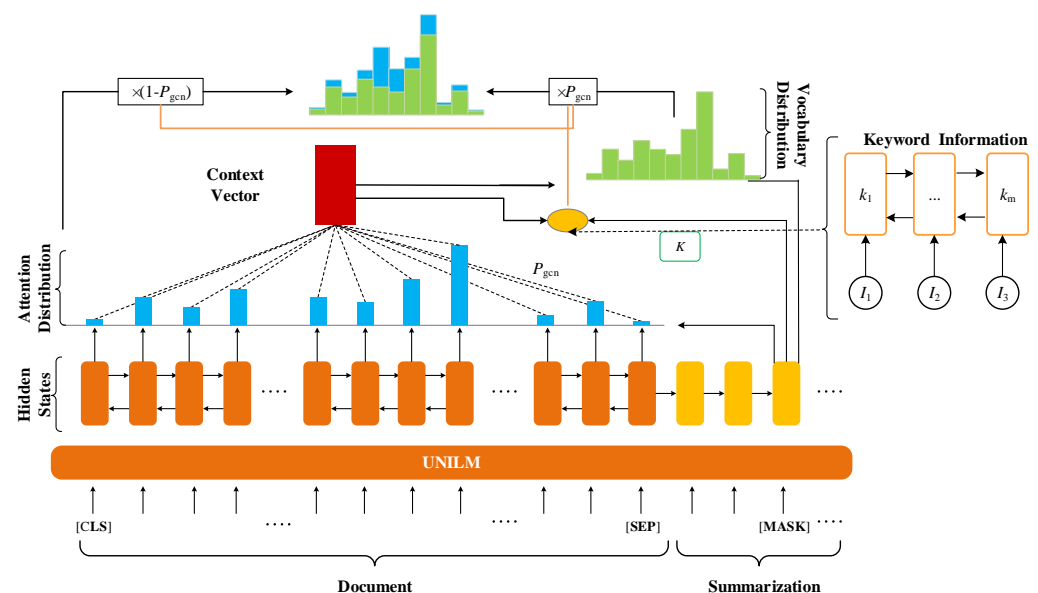 ×(1-Pgcn)
×Pgcn
Vocabulary
Distribution
Keyword Information
k1
...
km
I1
I2
I3
Context
Vector
K
Pgcn
Attention
Distribution
Hidden
States
....
....
....
UNILM
[CLS]
....
....
[SEP]
[MASK]
....
Document
Summarization